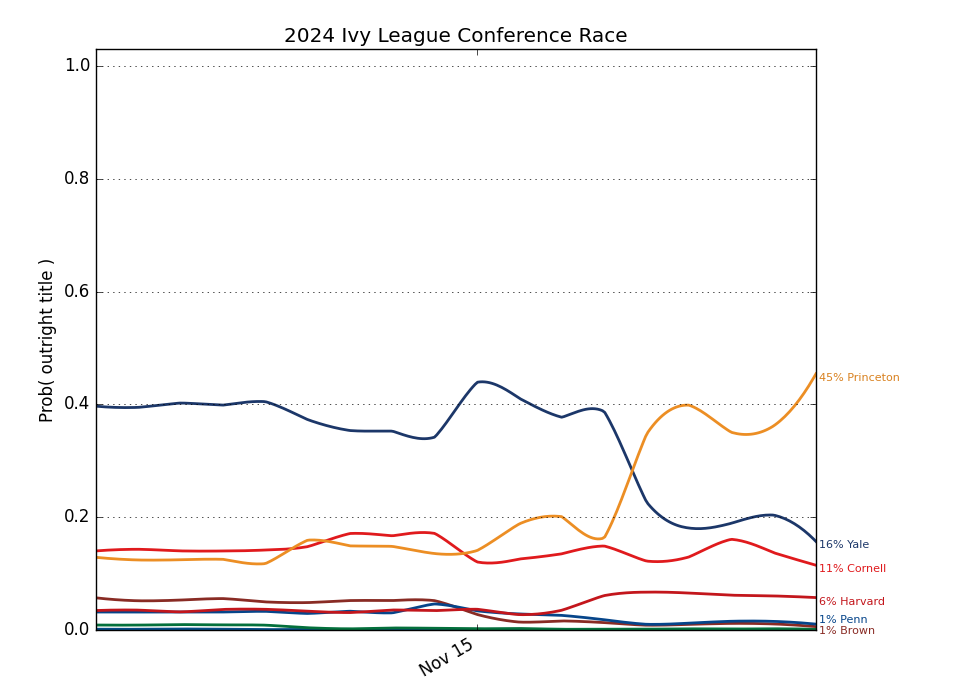 2024 Ivy League Conference Race
Prob( outright title )
1.0
0.8
0.6
0.4
0.2
0.0
45% Princeton
16% Yale
11% Cornell
6% Harvard
1% Penn
1% Brown
Nov 15